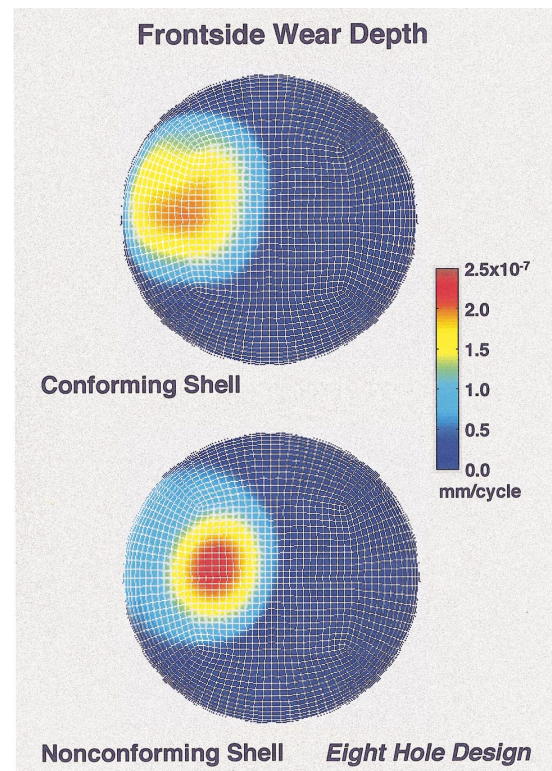 Frontside Wear Depth
2.5x10⁻⁷
2.0
1.5
1.0
0.5
0.0
mm/cycle
Conforming Shell
Nonconforming Shell
Eight Hole Design